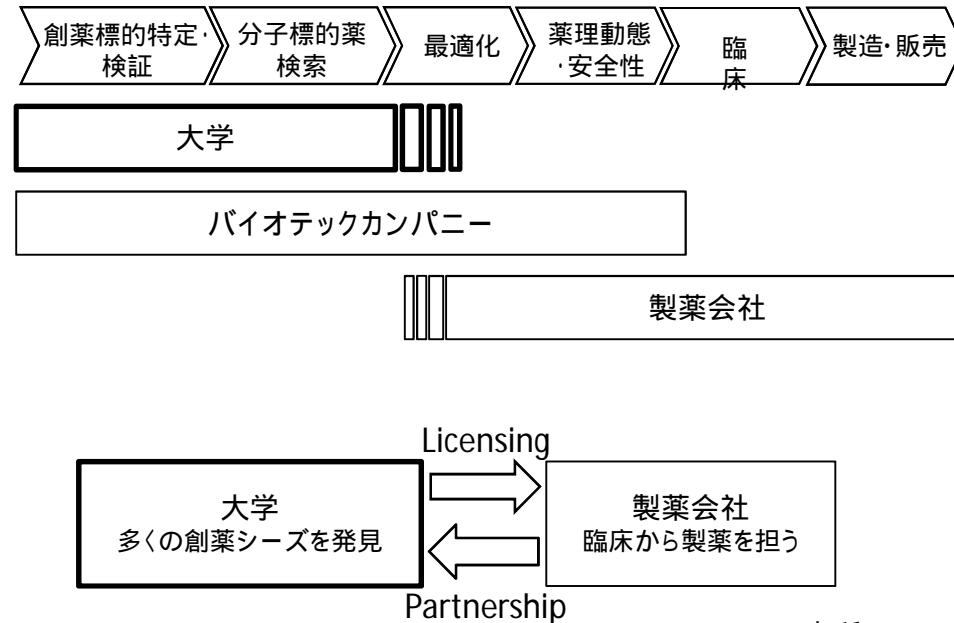 創薬標的特定・
検証
分子標的薬
検索
最適化
薬理動態
・安全性
臨
床
製造・販売
大学
バイオテックカンパニー
製薬会社
Licensing
大学
多くの創薬シーズを発見
製薬会社
臨床から製薬を担う
Partnership